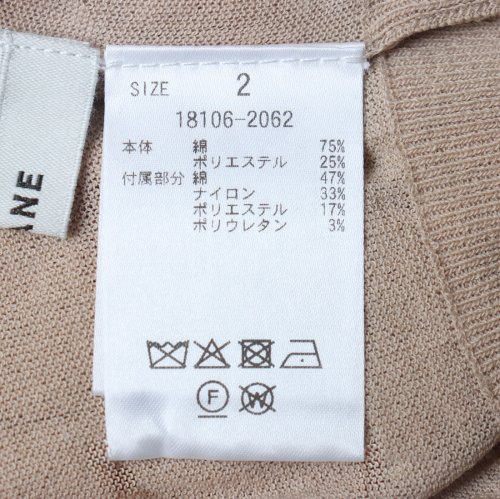 SIZE 2
18106-2062
本体 綿 75%
ポリエステル 25%
付属部分 綿 47%
ナイロン 33%
ポリエステル 17%
ポリウレタン 3%
F W
ANE